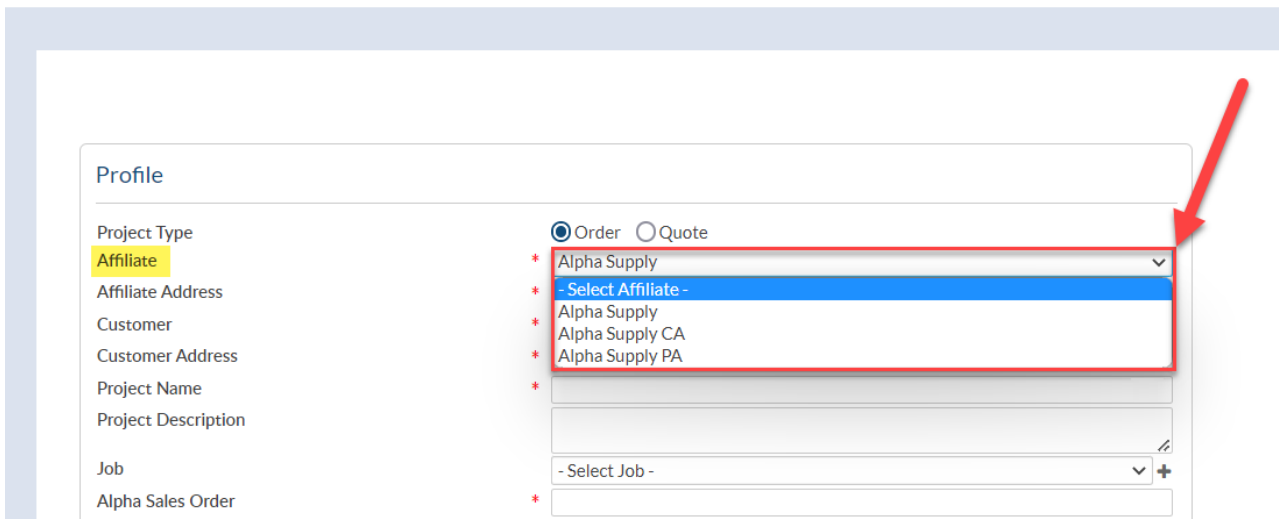 Profile
Project Type Order Quote
Affiliate * Alpha Supply
Affiliate Address * - Select Affiliate -
Alpha Supply
Customer *
Alpha Supply CA
Customer Address * Alpha Supply PA
Project Name *
Project Description
Job - Select Job - +
Alpha Sales Order *